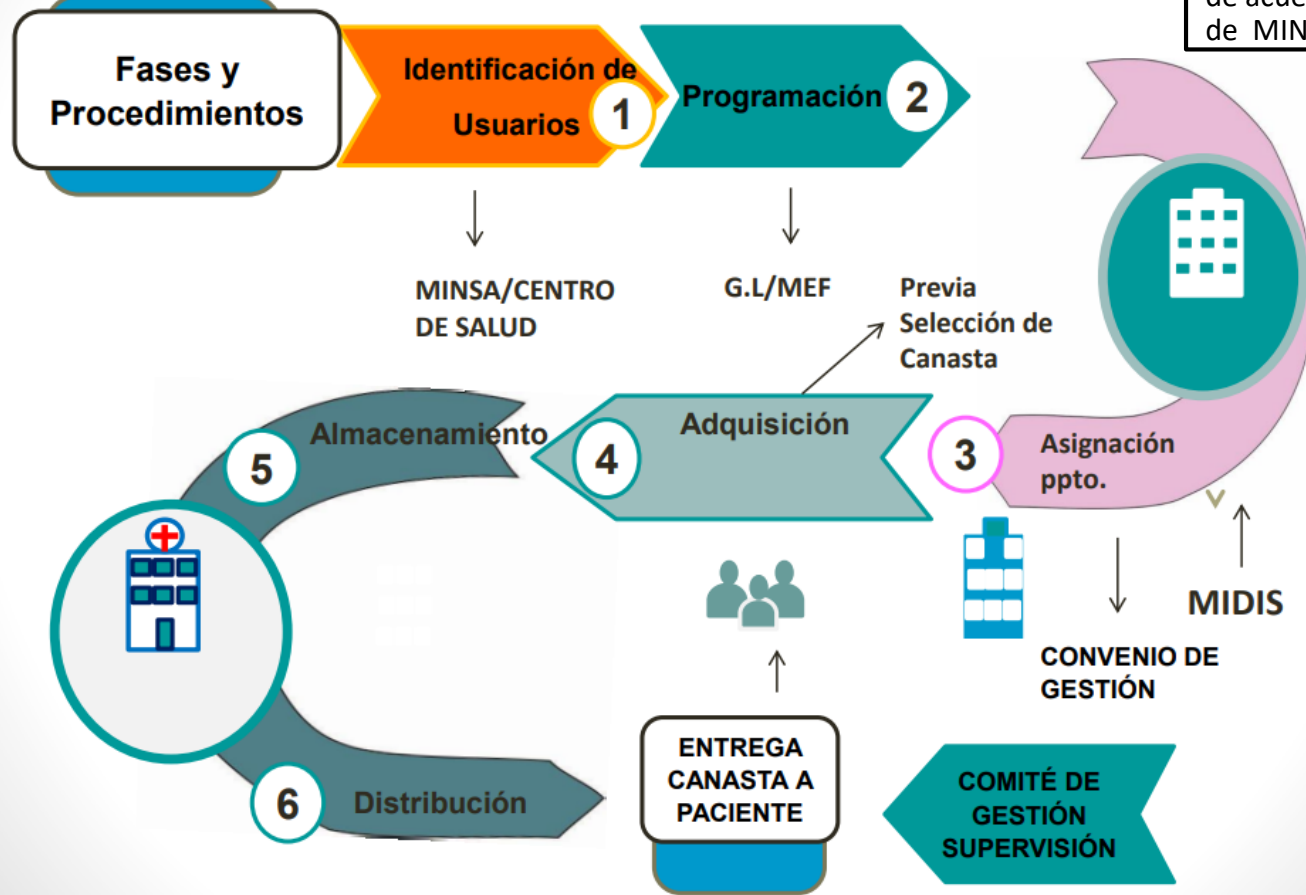 de acue
de MIN
Fases y
Procedimientos
Identificación de
Usuarios
1
Programación
2
MINSA/CENTRO
DE SALUD
G.L/MEF
Previa
Selección de
Canasta
Almacenamiento
5
4
Adquisición
3
Asignación
ppto.
MIDIS
CONVENIO DE
GESTIÓN
6
Distribución
ENTREGA
CANASTA A
PACIENTE
COMITÉ DE
GESTIÓN
SUPERVISIÓN